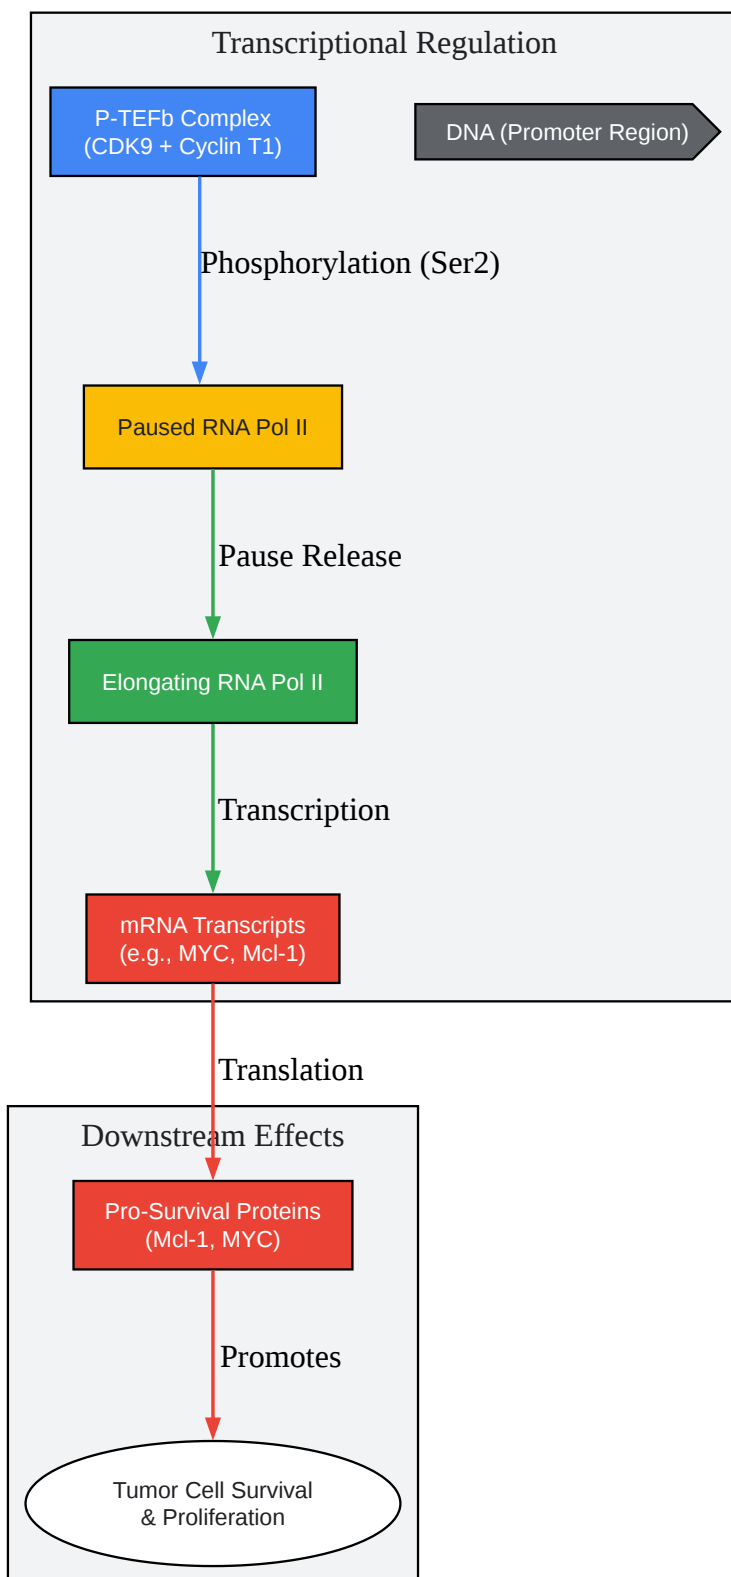 Transcriptional Regulation
P-TEFb Complex
(CDK9 + Cyclin T1)
DNA (Promoter Region)
Phosphorylation (Ser2)
Paused RNA Pol II
Pause Release
Elongating RNA Pol II
Transcription
mRNA Transcripts
(e.g., MYC, Mcl-1)
Translation
Downstream Effects
Pro-Survival Proteins
(Mcl-1, MYC)
Promotes
Tumor Cell Survival
& Proliferation